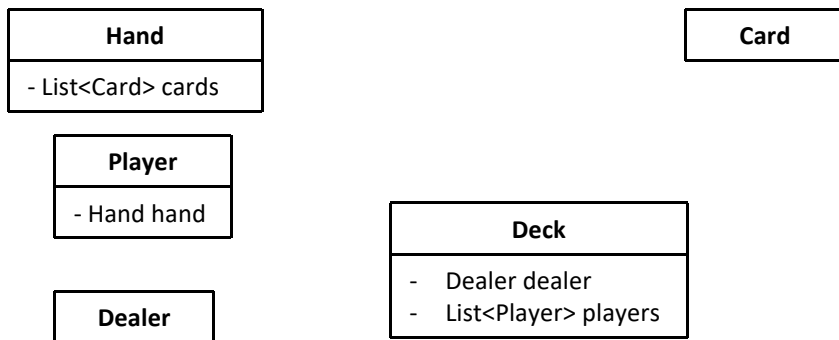 Hand
- List<Card> cards
Card
Player
- Hand hand
Deck
- Dealer dealer
- List<Player> players
Dealer